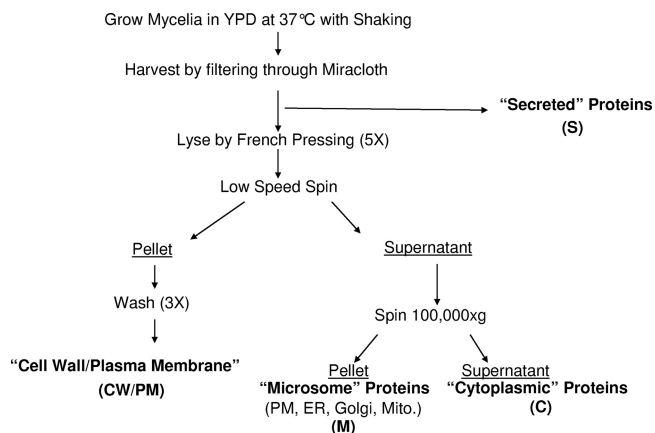 Grow Mycelia in YPD at 37°C with Shaking
Harvest by filtering through Miracloth
“Secreted” Proteins
(S)
Lyse by French Pressing (5X)
Low Speed Spin
Pellet
Supernatant
Wash (3X)
Spin 100,000xg
“Cell Wall/Plasma Membrane”
(CW/PM)
Pellet
“Microsome” Proteins
(PM, ER, Golgi, Mito.)
(M)
Supernatant
“Cytoplasmic” Proteins
(C)